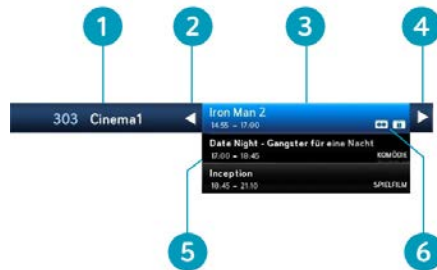 1 2 3 4
303 Cinema1
Iron Man 2
14:55 - 17:00
Date Night - Gangster für eine Nacht
17:00 - 18:45 KOMÖDIE
Inception
18:45 - 21:10 SPIELFILM
5 6